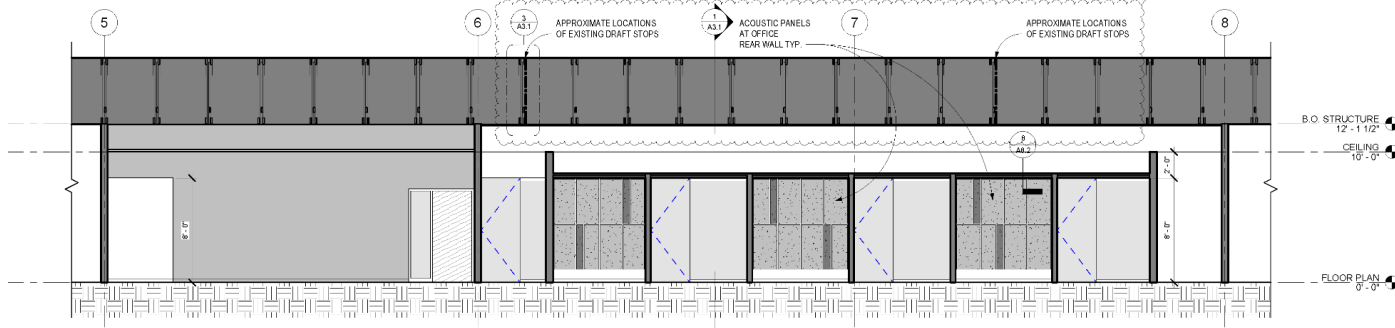 5
6
3
A3.1
APPROXIMATE LOCATIONS
OF EXISTING DRAFT STOPS
1
A3.1
ACOUSTIC PANELS
AT OFFICE
REAR WALL TYP.
7
APPROXIMATE LOCATIONS
OF EXISTING DRAFT STOPS
8
B.O. STRUCTURE
12' - 1 1/2"
CEILING
10' - 0"
8
A8.2
2' - 0"
8' - 0"
8' - 0"
FLOOR PLAN
0' - 0"